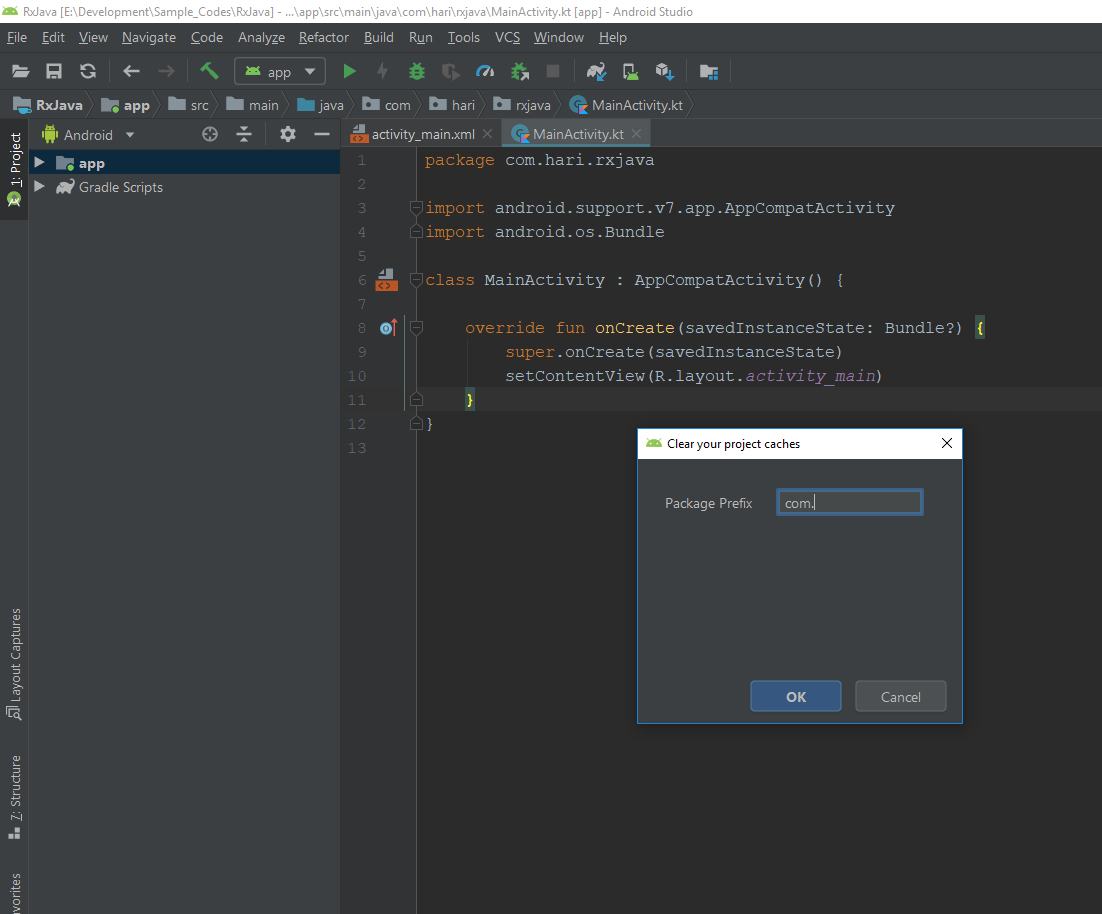 RxJava [E:\Development\Sample_Codes\RxJava] - ...\app\src\main\java\com\hari\rxjava\MainActivity.kt [app] - Android Studio
File Edit View Navigate Code Analyze Refactor Build Run Tools VCS Window Help
app
RxJava app src main java com hari rxjava MainActivity.kt
1: Project
Android
app
Gradle Scripts
activity_main.xml MainActivity.kt
1 package com.hari.rxjava
2
3 import android.support.v7.app.AppCompatActivity
4 import android.os.Bundle
5
6 class MainActivity : AppCompatActivity() {
7
8 override fun onCreate(savedInstanceState: Bundle?) {
9 super.onCreate(savedInstanceState)
10 setContentView(R.layout.activity_main)
11 }
12 }
13
Clear your project caches
Package Prefix com.
OK Cancel
Layout Captures
7: Structure
vorites